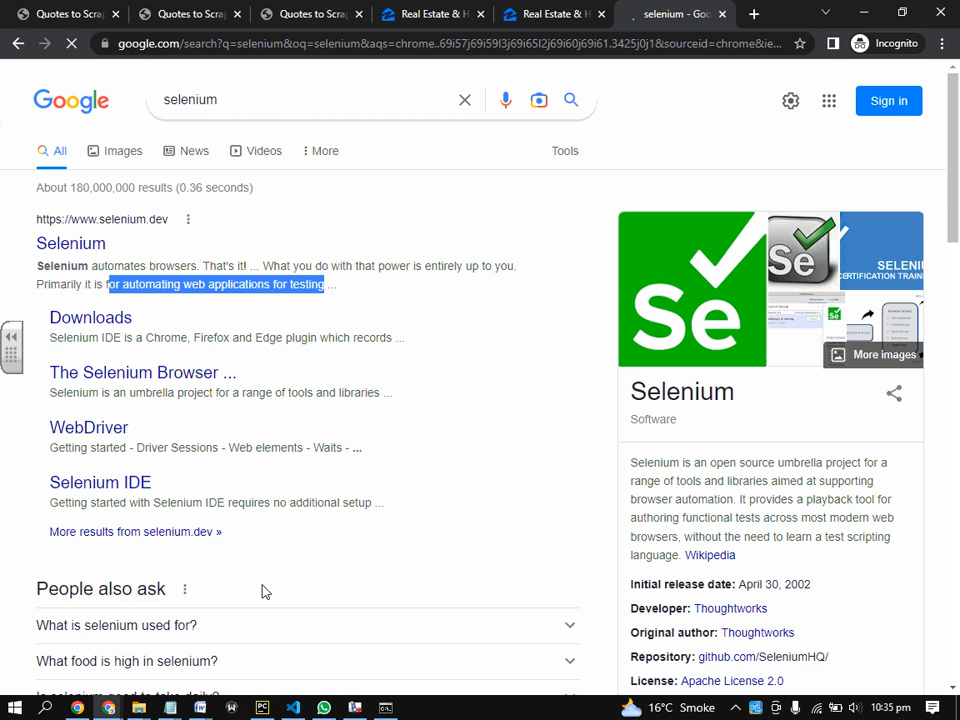 Quotes to Scrap
Quotes to Scrap
Quotes to Scrap
Real Estate & H
Real Estate & H
selenium - Goo
google.com/search?q=selenium&oq=selenium&aqs=chrome..69i57j69i59l3j69i65l2j69i60j69i61.3425j0j1&sourceid=chrome&ie...
Incognito
Google
selenium
Sign in
All
Images
News
Videos
More
Tools
About 180,000,000 results (0.36 seconds)
https://www.selenium.dev
Selenium
Selenium automates browsers. That's it! ... What you do with that power is entirely up to you.
Primarily it is for automating web applications for testing ...
Downloads
Selenium IDE is a Chrome, Firefox and Edge plugin which records ...
The Selenium Browser ...
Selenium is an umbrella project for a range of tools and libraries ...
WebDriver
Getting started - Driver Sessions - Web elements - Waits - ...
Selenium IDE
Getting started with Selenium IDE requires no additional setup ...
More results from selenium.dev »
People also ask
What is selenium used for?
What food is high in selenium?
Is selenium good to take daily?
Se
Se
SELENIU
CERTIFICATION TRAINING
More images
Selenium
Software
Selenium is an open source umbrella project for a
range of tools and libraries aimed at supporting
browser automation. It provides a playback tool for
authoring functional tests across most modern web
browsers, without the need to learn a test scripting
language. Wikipedia
Initial release date: April 30, 2002
Developer: Thoughtworks
Original author: Thoughtworks
Repository: github.com/SeleniumHQ/
License: Apache License 2.0
16°C Smoke
10:35 pm